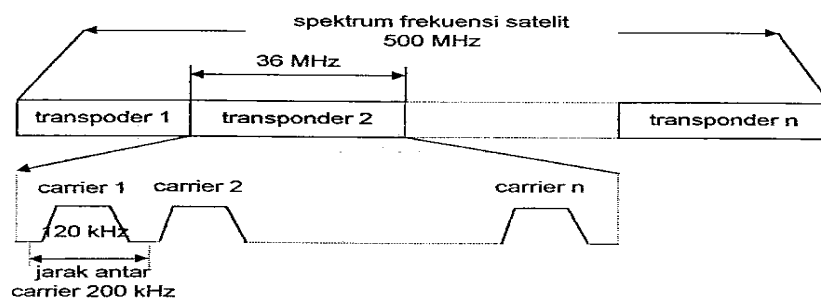 spektrum frekuensi satelit
500 MHz
36 MHz
transpoder 1
transponder 2
transponder n
carrier 1
carrier 2
carrier n
120 kHz
jarak antar
carrier 200 kHz